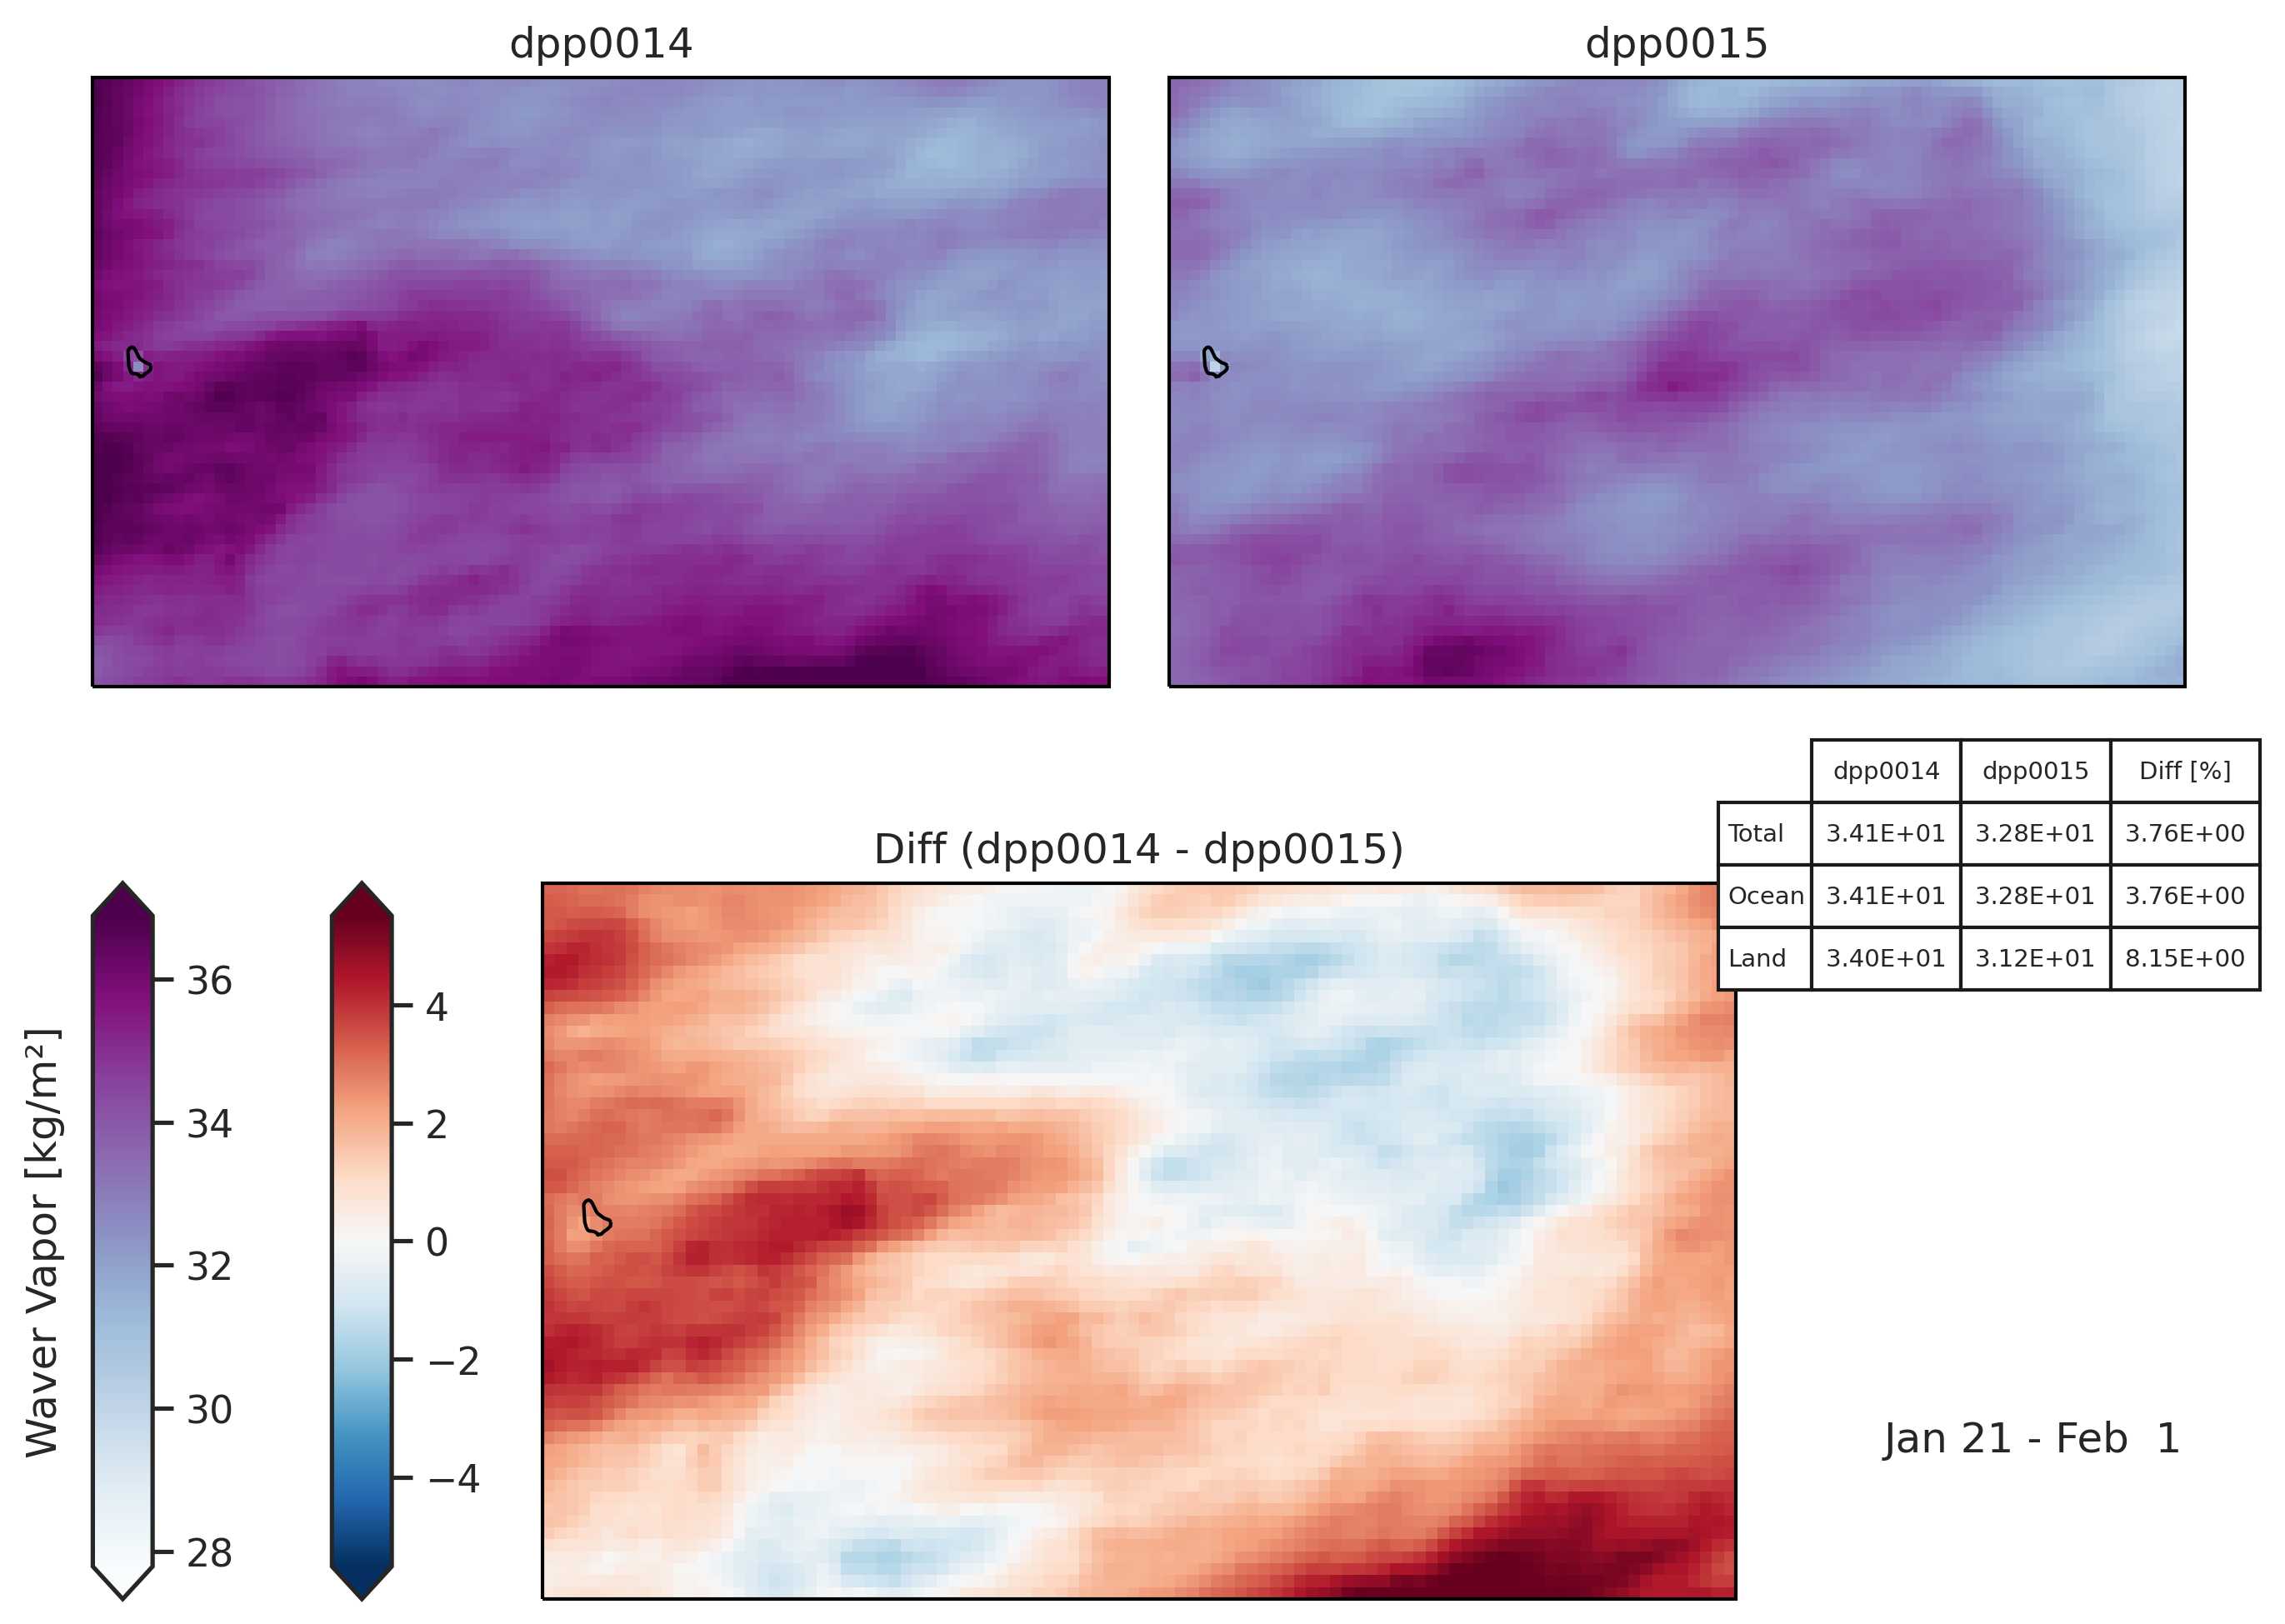 dpp0014
dpp0015
dpp0014 dpp0015 Diff [%]
Total 3.41E+01 3.28E+01 3.76E+00
Ocean 3.41E+01 3.28E+01 3.76E+00
Land 3.40E+01 3.12E+01 8.15E+00
Diff (dpp0014 - dpp0015)
Waver Vapor [kg/m²]
36
34
32
30
28
4
2
0
−2
−4
Jan 21 - Feb  1